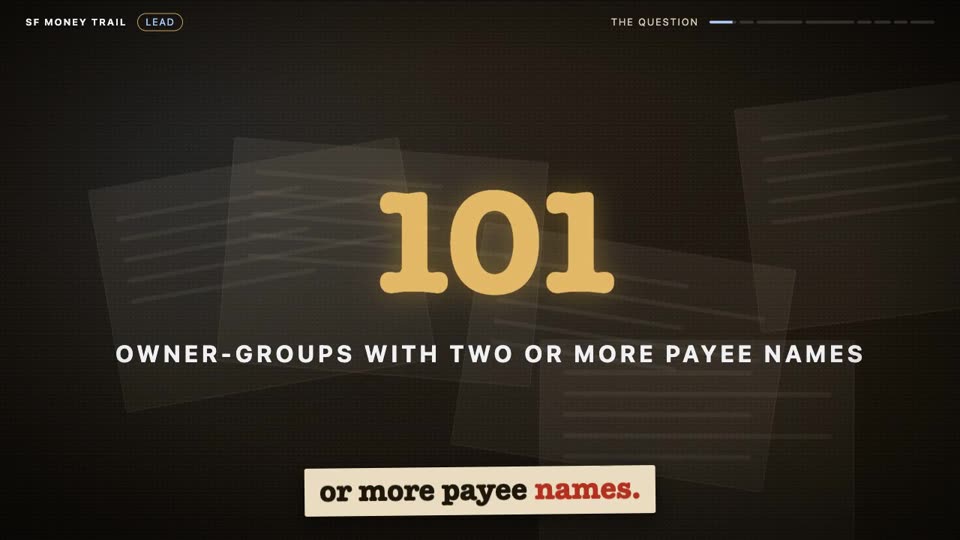 SF MONEY TRAIL LEAD
THE QUESTION
101
OWNER-GROUPS WITH TWO OR MORE PAYEE NAMES
or more payee names.